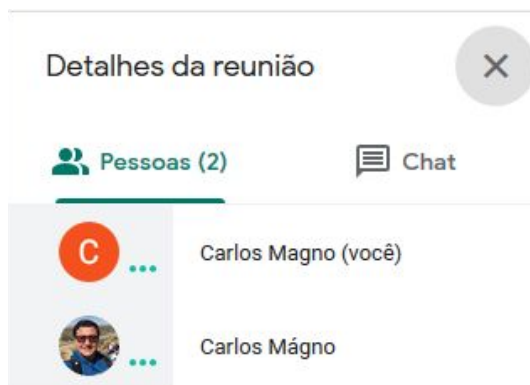 Detalhes da reunião
Pessoas (2)
Chat
C
Carlos Magno (você)
Carlos Mágno